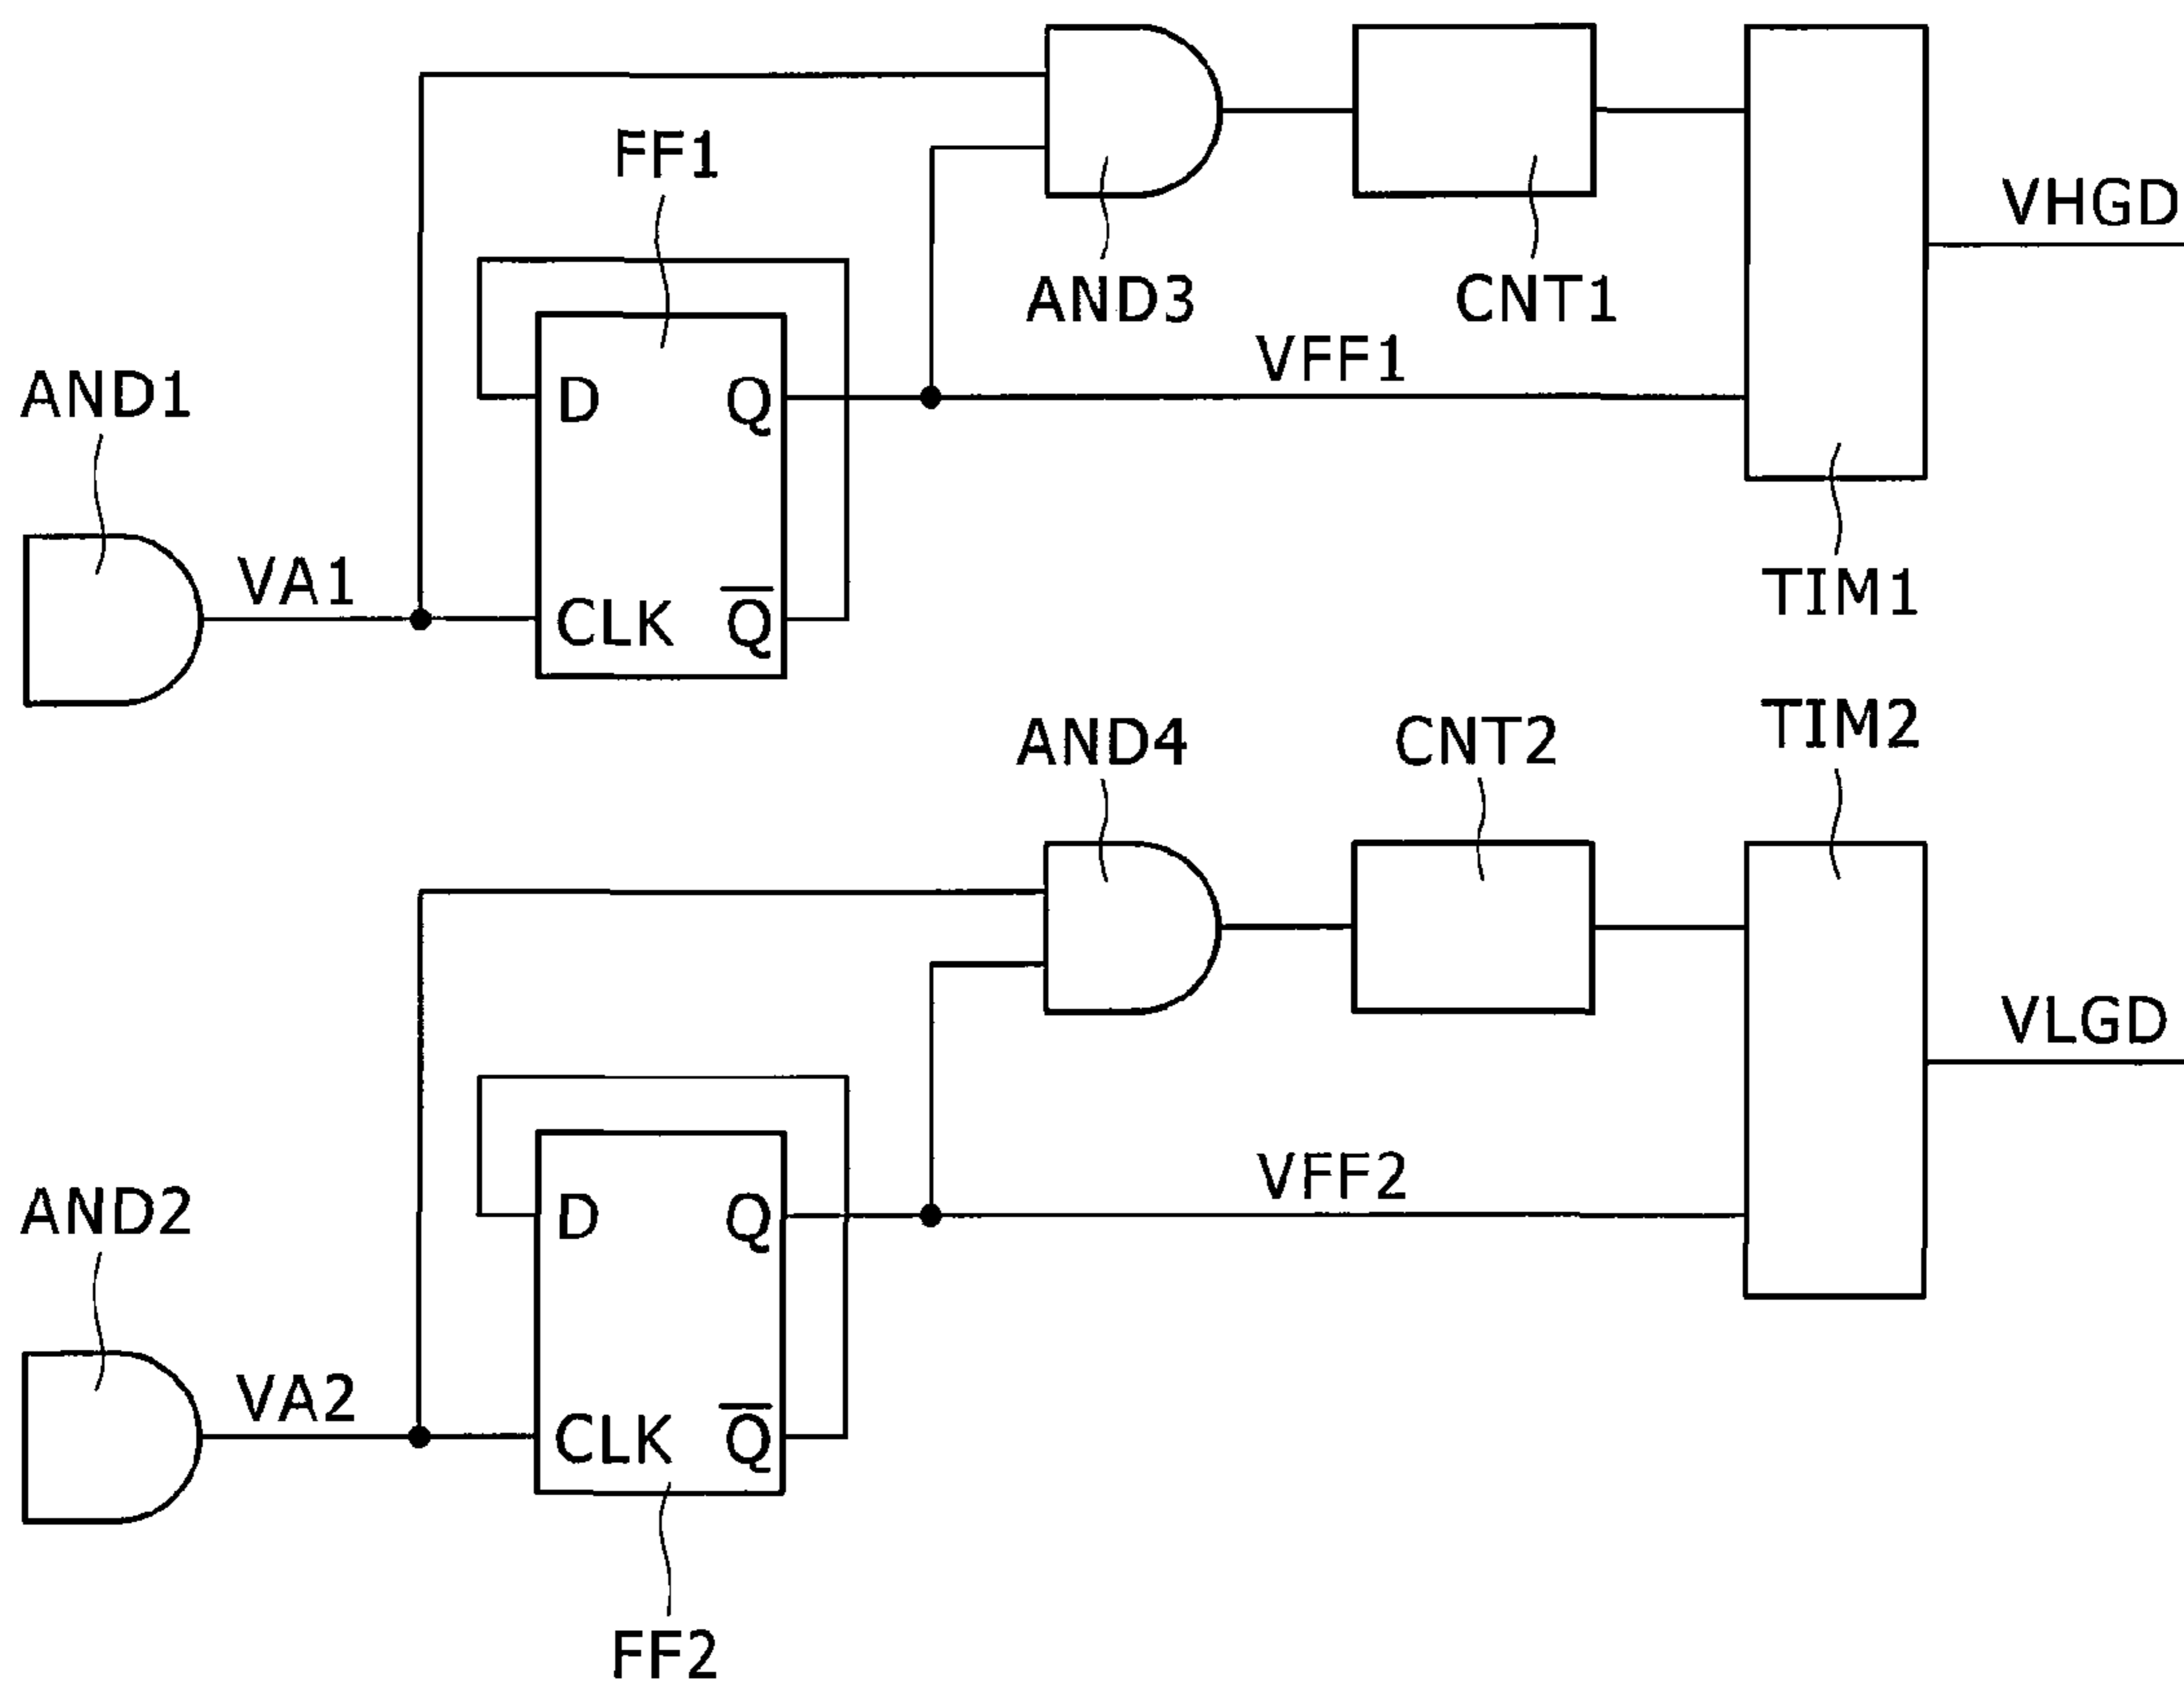 VHGD
FF1
AND3
CNT1
VFF1
AND1
D
Q
VA1
CLK
Q̅
TIM1
TIM2
AND4
CNT2
VLGD
VFF2
AND2
D
Q
VA2
CLK
Q̅
FF2